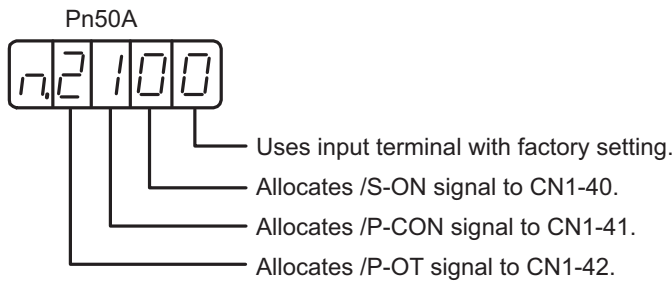 Pn50A
n.2100
Uses input terminal with factory setting.
Allocates /S-ON signal to CN1-40.
Allocates /P-CON signal to CN1-41.
Allocates /P-OT signal to CN1-42.